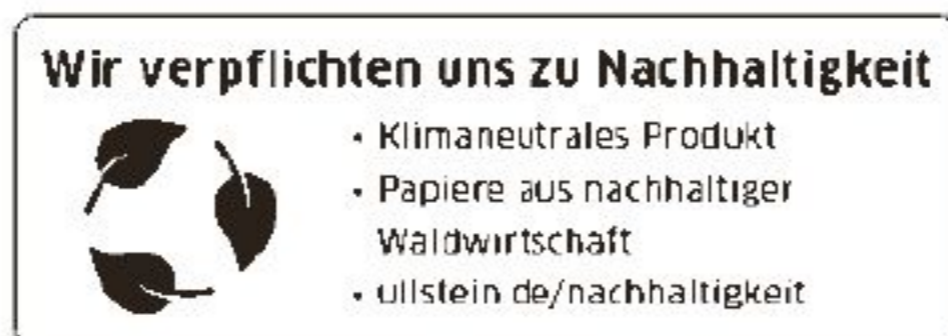 Wir verpflichten uns zu Nachhaltigkeit
• Klimaneutrales Produkt
• Papiere aus nachhaltiger
Waldwirtschaft
• ullstein.de/nachhaltigkeit